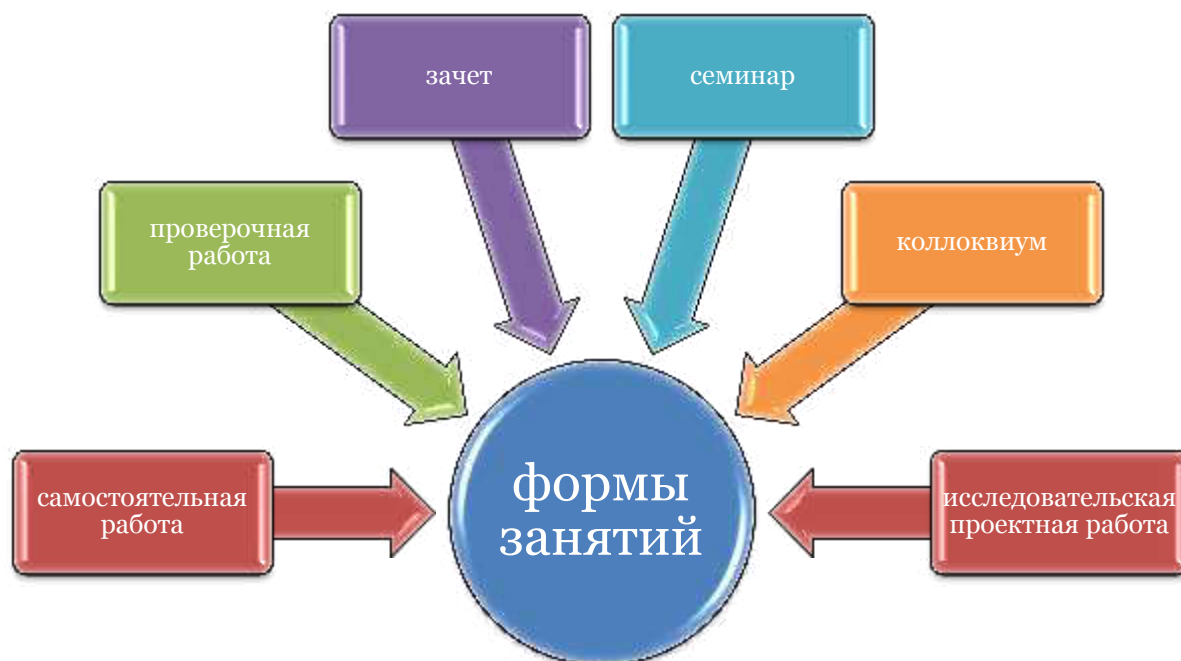 зачет
семинар
проверочная
работа
коллоквиум
самостоятельная
работа
формы
занятий
исследовательская
проектная работа